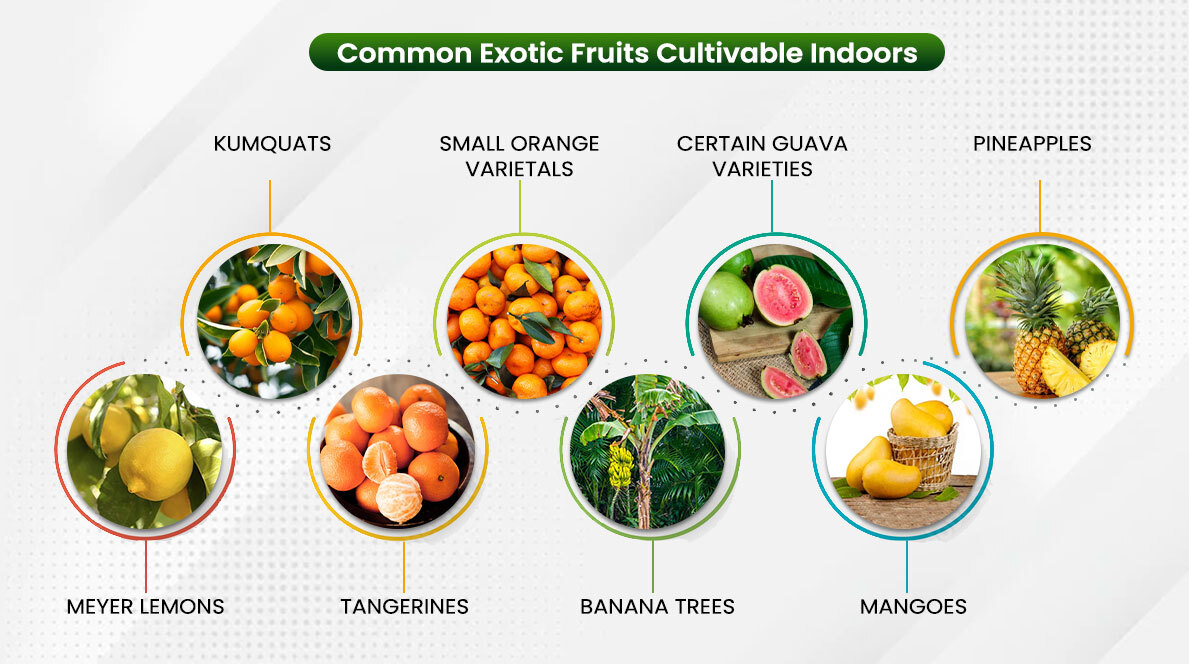 Common Exotic Fruits Cultivable Indoors
KUMQUATS
SMALL ORANGE
VARIETALS
CERTAIN GUAVA
VARIETIES
PINEAPPLES
MEYER LEMONS
TANGERINES
BANANA TREES
MANGOES